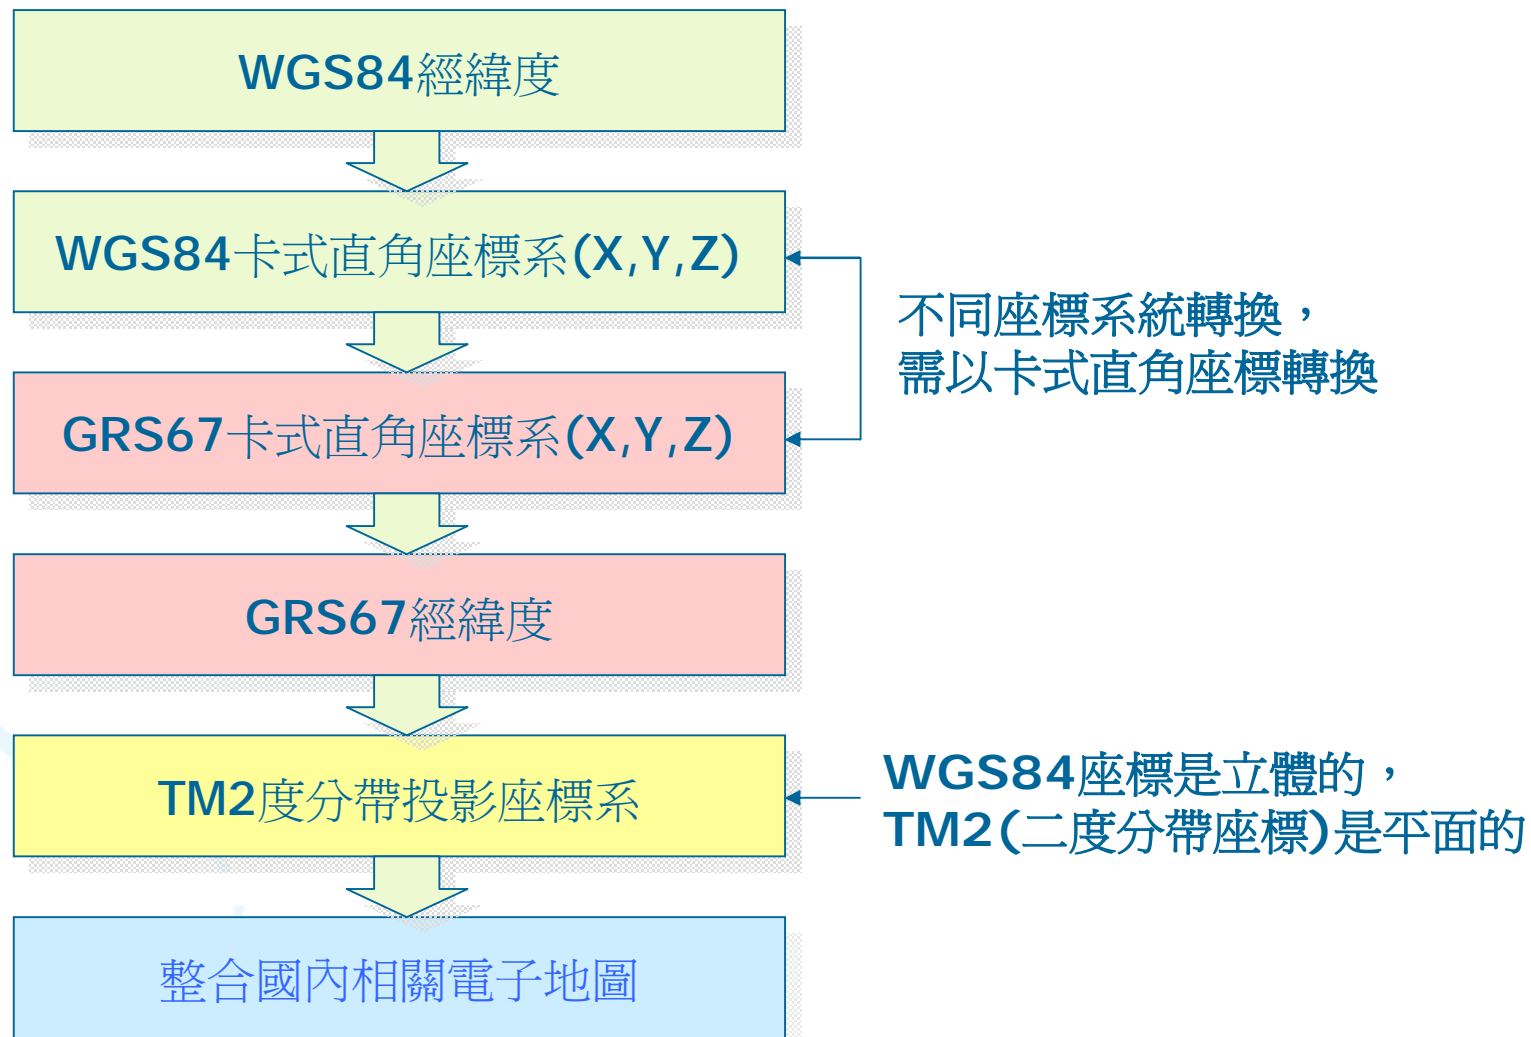 WGS84經緯度
WGS84卡式直角座標系(X,Y,Z)
不同座標系統轉換，
需以卡式直角座標轉換
GRS67卡式直角座標系(X,Y,Z)
GRS67經緯度
TM2度分帶投影座標系
WGS84座標是立體的，
TM2(二度分帶座標)是平面的
整合國內相關電子地圖